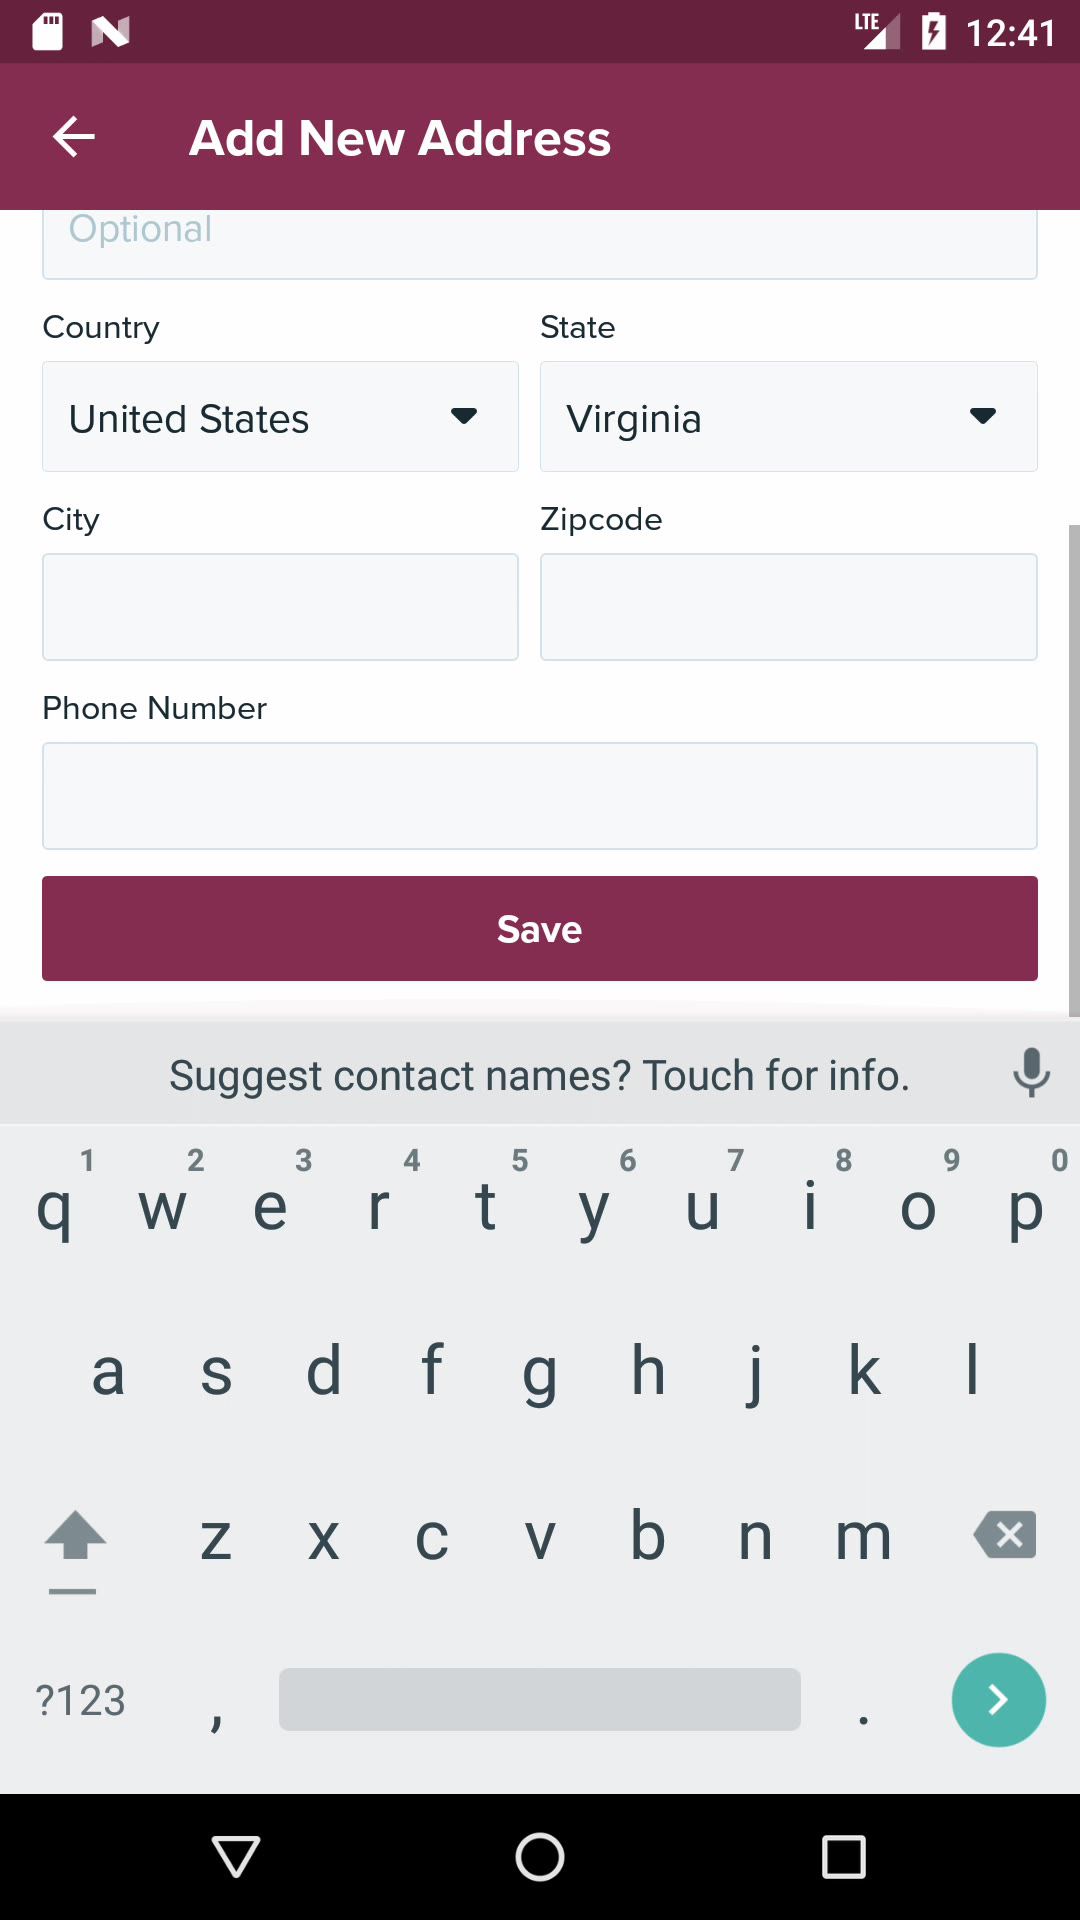 LTE 12:41
Add New Address
Optional
Country State
United States Virginia
City Zipcode
Phone Number
Save
Suggest contact names? Touch for info.
1 2 3 4 5 6 7 8 9 0
q w e r t y u i o p
a s d f g h j k l
z x c v b n m
?123 , .